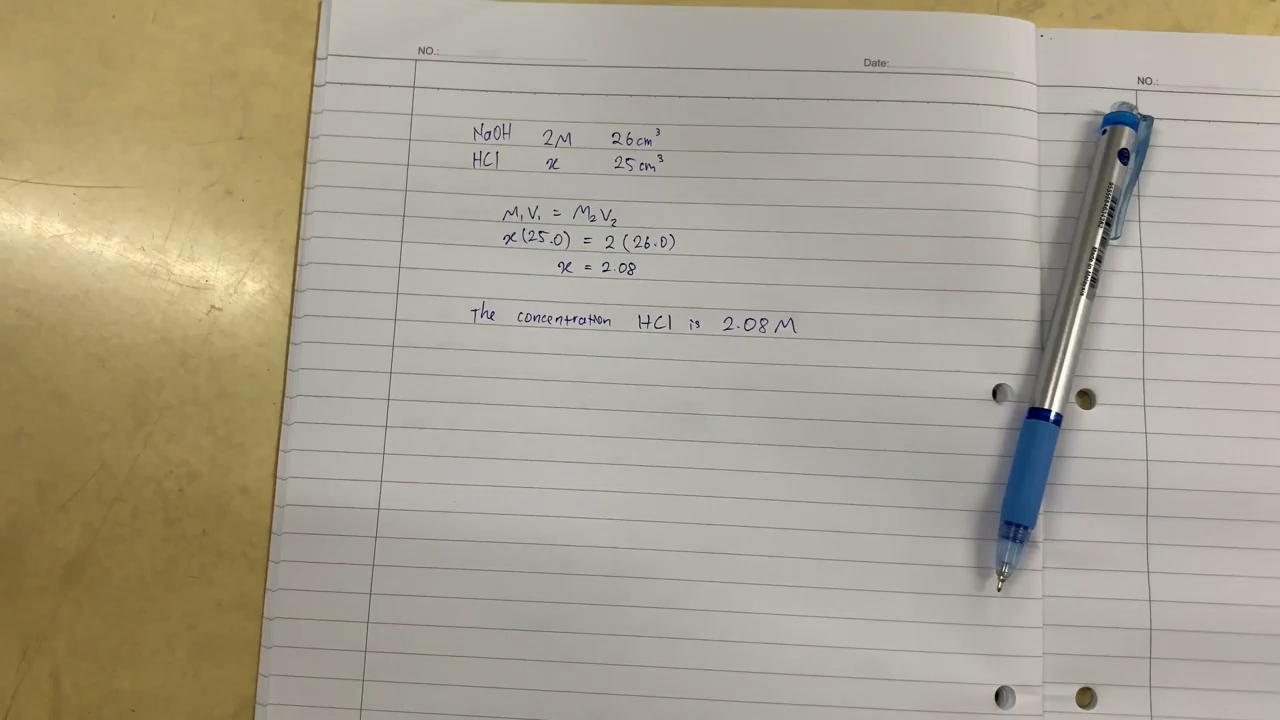 NO.:
Date:
NO.:
NaOH 2M 26cm³
HCl x 25cm³
M₁V₁ = M₂V₂
x(25.0) = 2(26.0)
x = 2.08
The concentration HCl is 2.08M